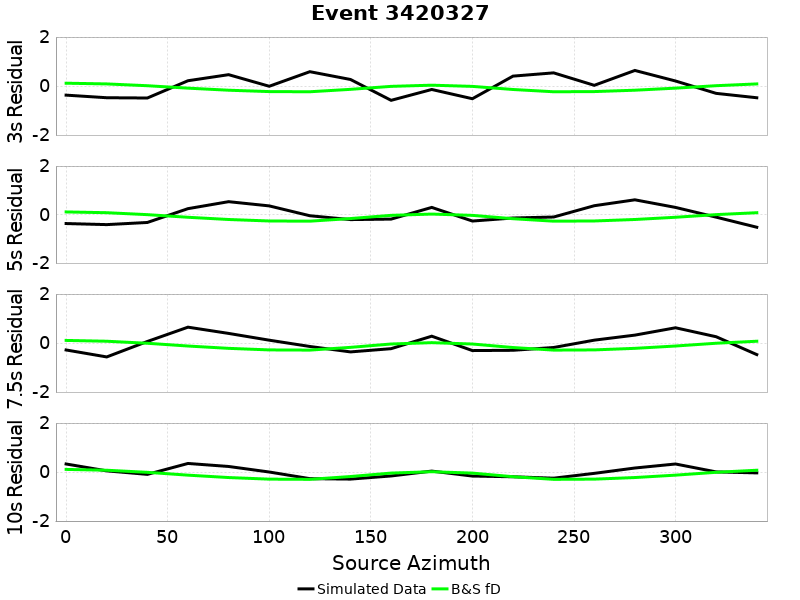 Event 3420327
3s Residual
2
0
-2
5s Residual
2
0
-2
7.5s Residual
2
0
-2
10s Residual
2
0
-2
0 50 100 150 200 250 300
Source Azimuth
Simulated Data B&S fD